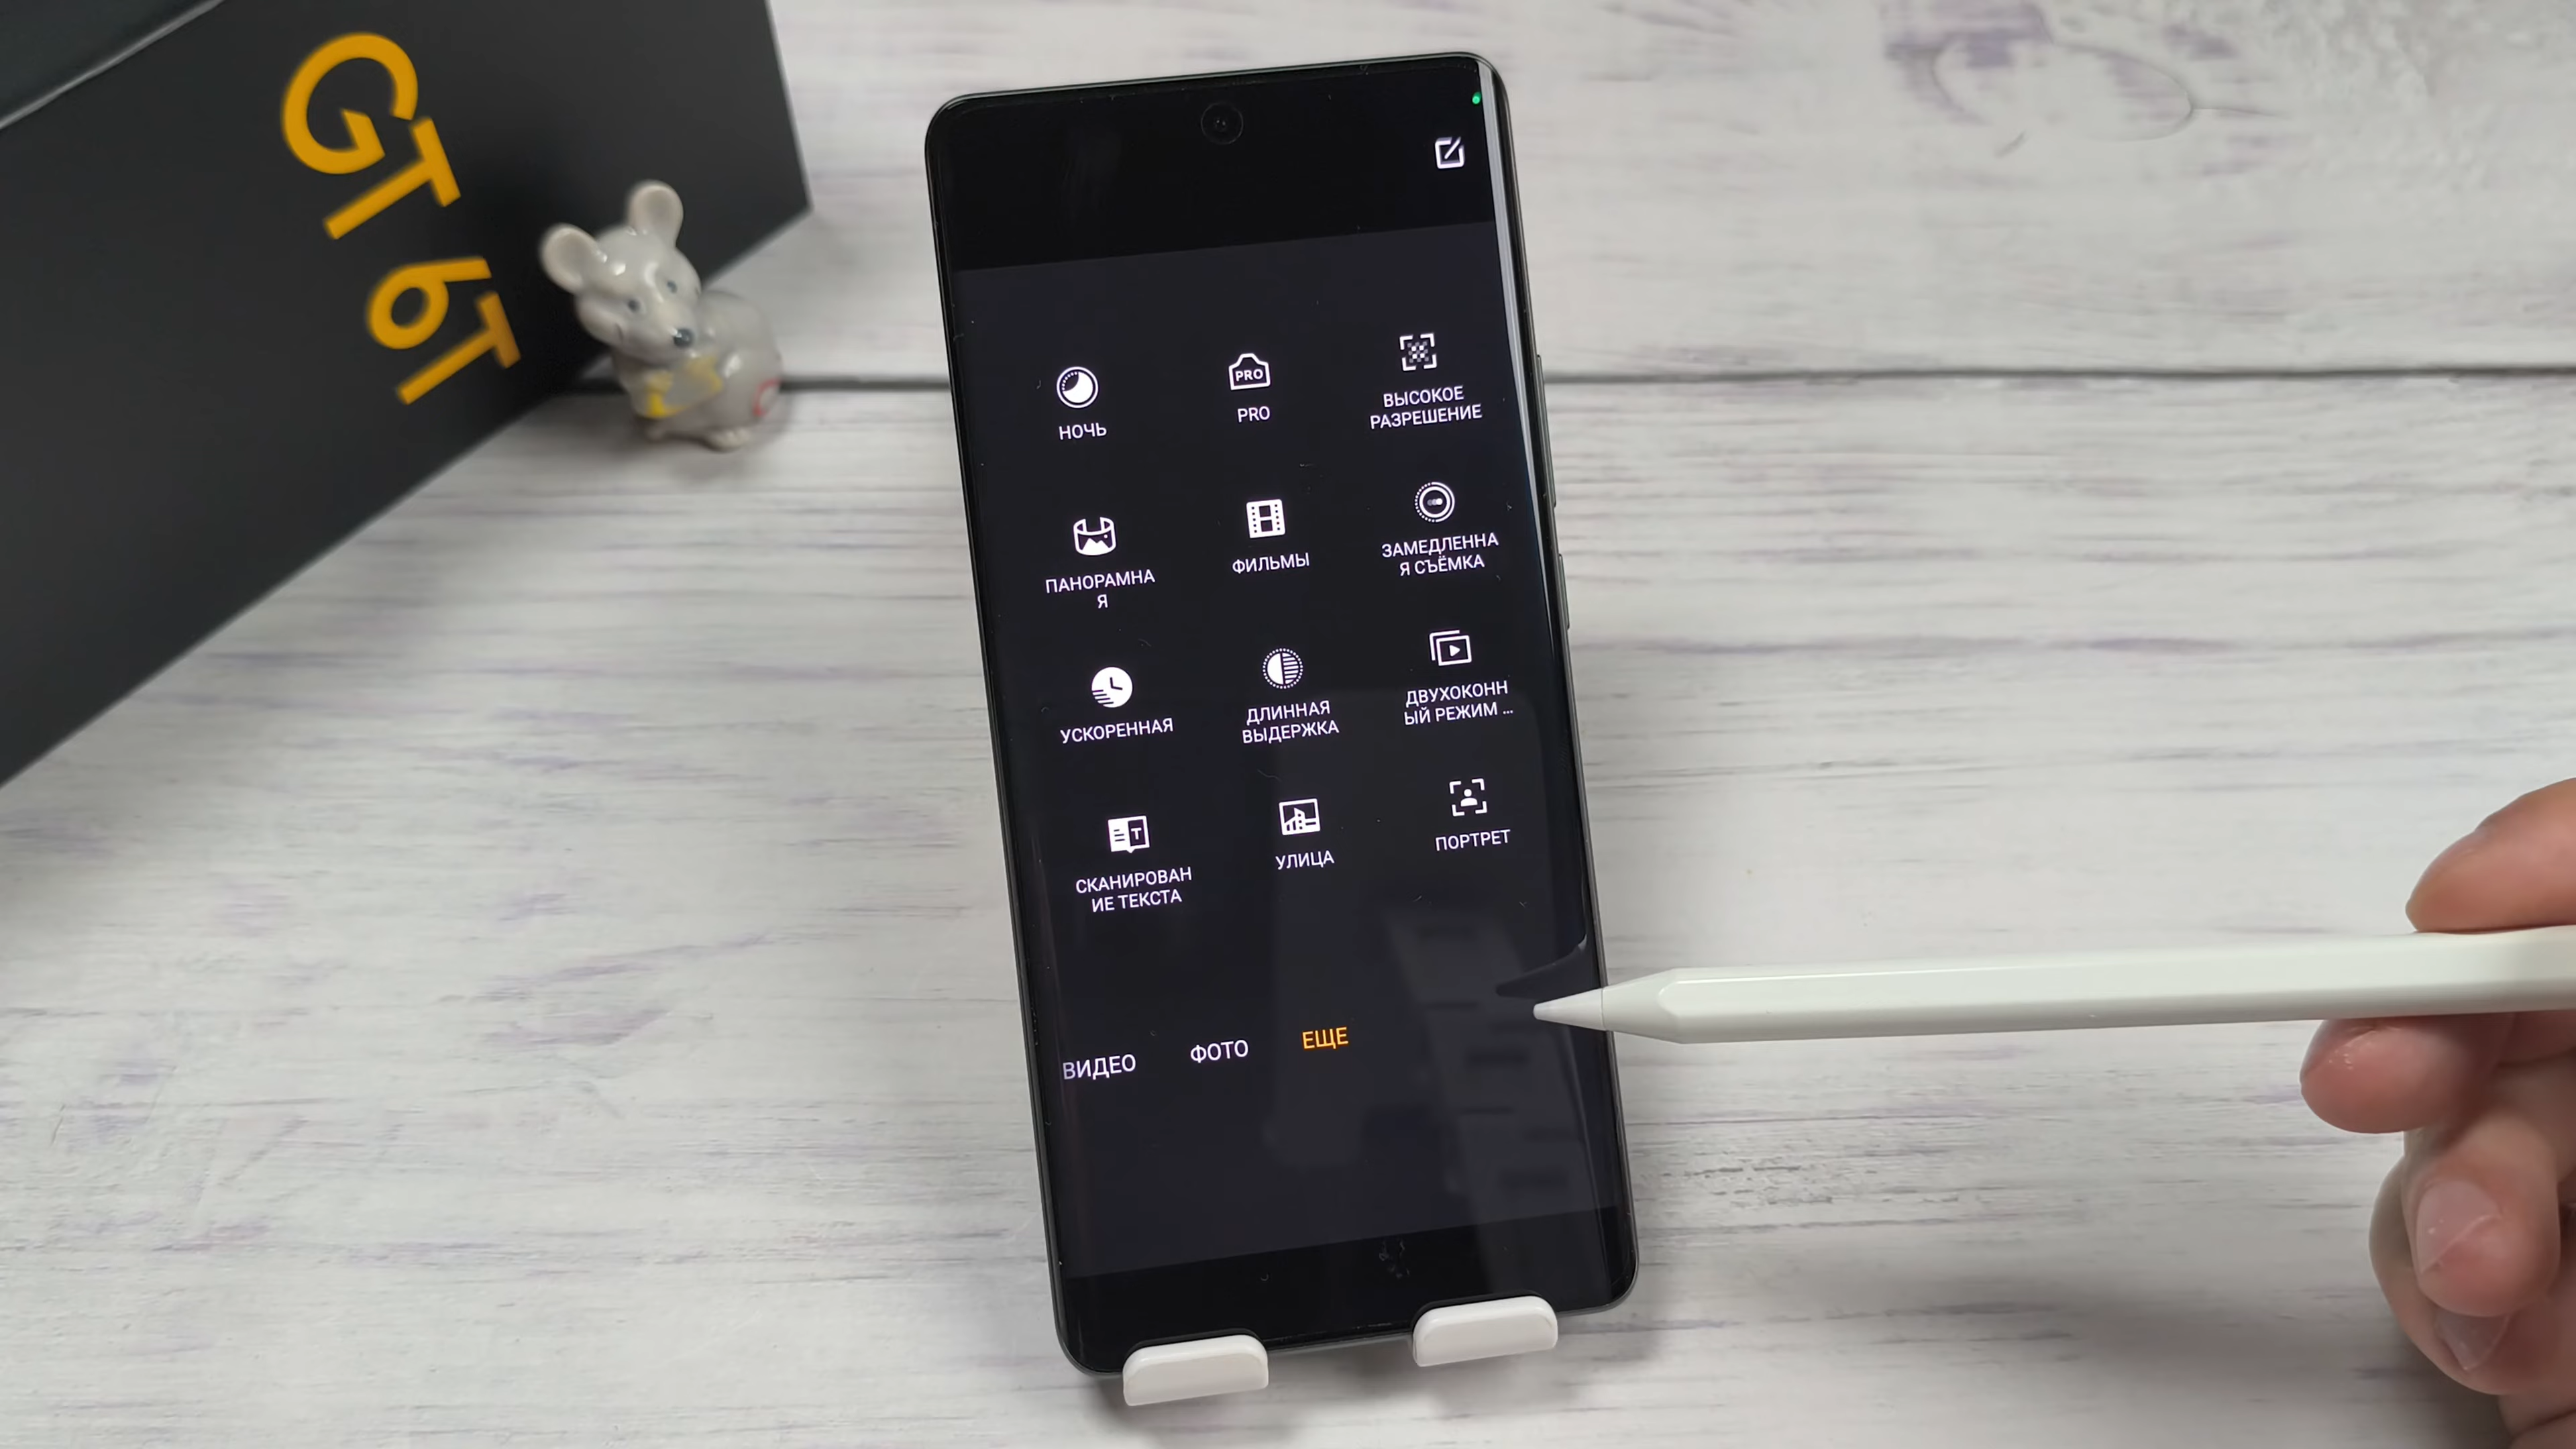 GT 6T
PRO
НОЧЬ
PRO
ВЫСОКОЕ
РАЗРЕШЕНИЕ
ПАНОРАМНА
Я
ФИЛЬМЫ
ЗАМЕДЛЕННА
Я СЪЁМКА
УСКОРЕННАЯ
ДЛИННАЯ
ВЫДЕРЖКА
ДВУХОКОНН
ЫЙ РЕЖИМ ...
T
СКАНИРОВАН
ИЕ ТЕКСТА
УЛИЦА
ПОРТРЕТ
ВИДЕО
ФОТО
ЕЩЕ